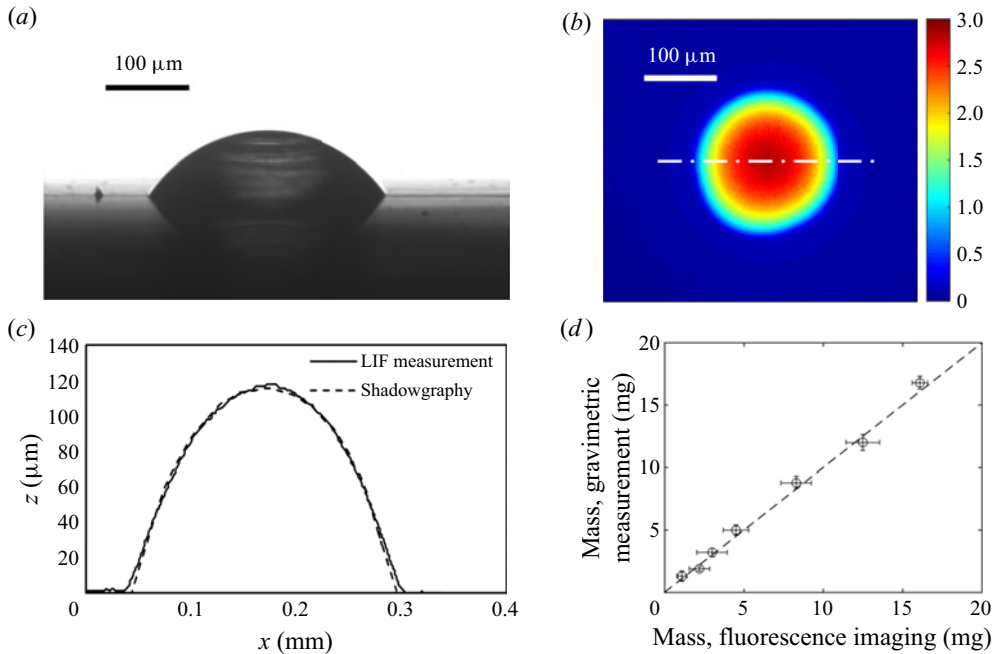 (a)
100 μm
(b)
100 μm
3.0
2.5
2.0
1.5
1.0
0.5
0
(c)
140
120
100
80
60
40
20
z (μm)
LIF measurement
Shadowgraphy
0
0.1
0.2
0.3
0.4
x (mm)
(d)
20
15
10
5
Mass, gravimetric
measurement (mg)
0
5
10
15
20
Mass, fluorescence imaging (mg)